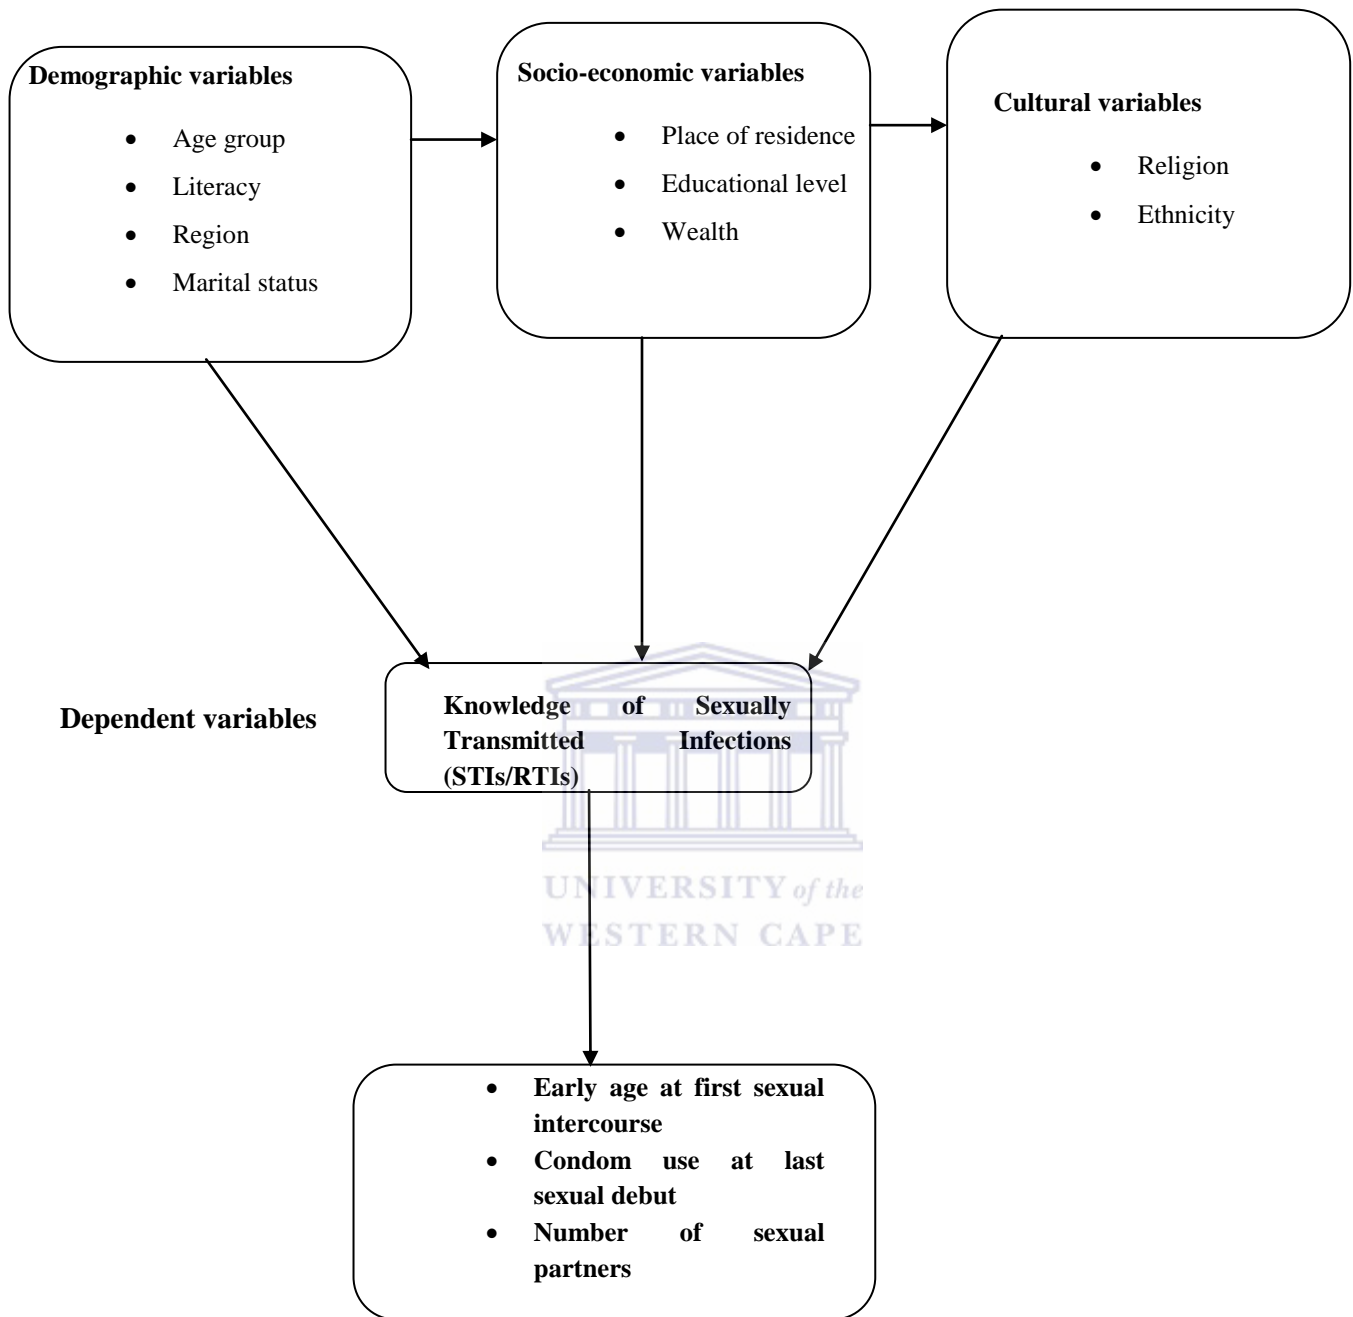 Demographic variables
• Age group
• Literacy
• Region
• Marital status
Socio-economic variables
• Place of residence
• Educational level
• Wealth
Cultural variables
• Religion
• Ethnicity
Dependent variables
Knowledge of Sexually
Transmitted Infections
(STIs/RTIs)
UNIVERSITY of the
WESTERN CAPE
• Early age at first sexual
intercourse
• Condom use at last
sexual debut
• Number of sexual
partners